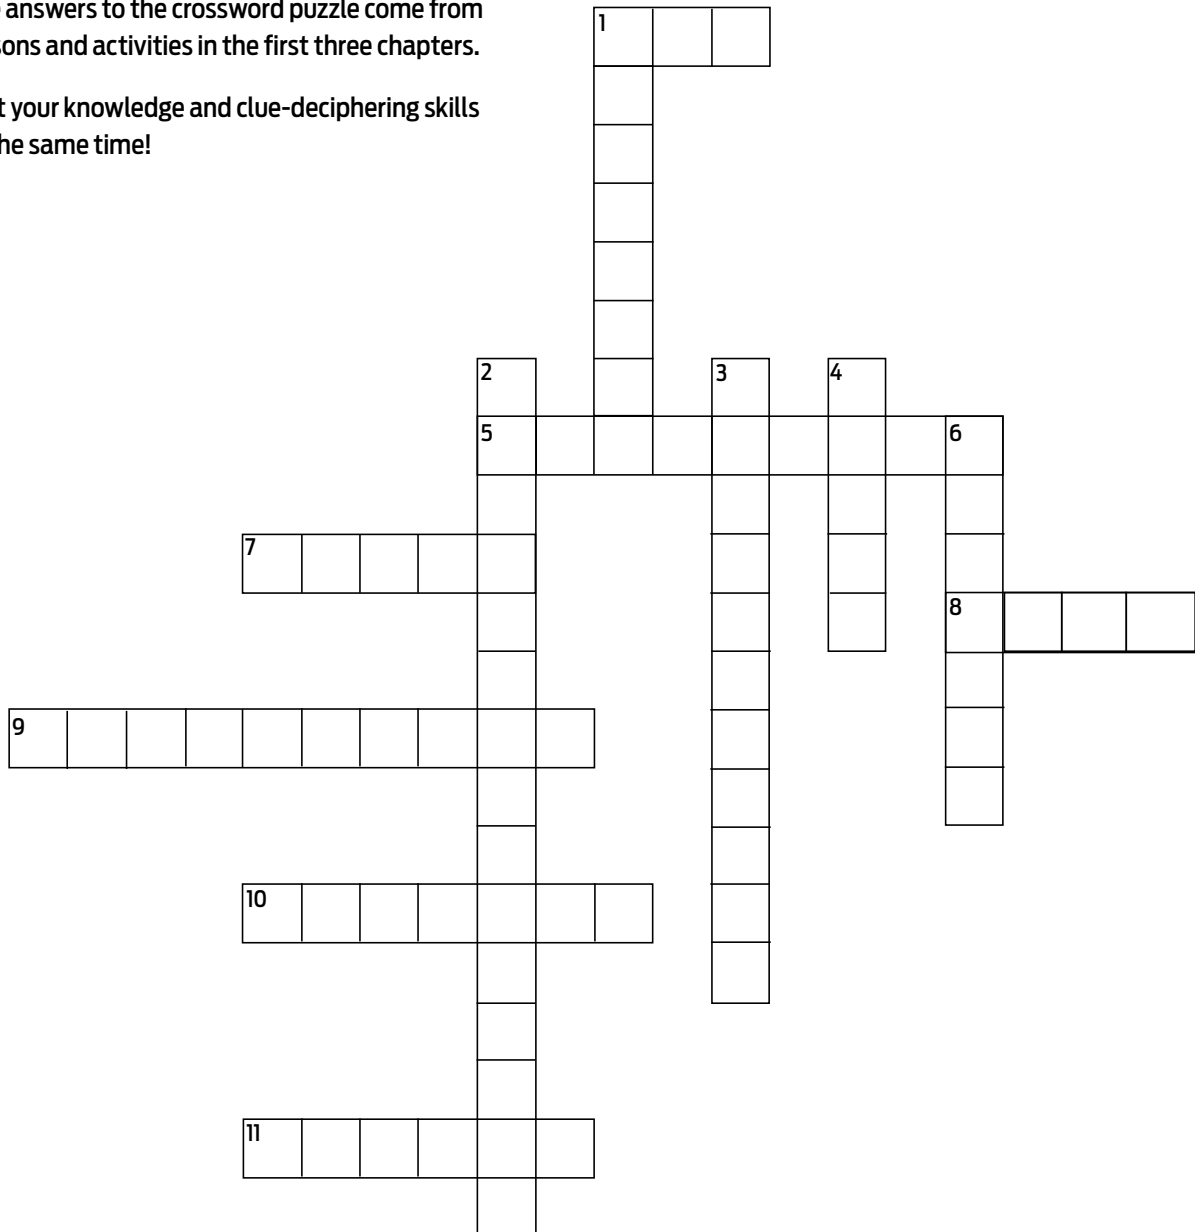 answers to the crossword puzzle come from
ons and activities in the first three chapters.
your knowledge and clue-deciphering skills
he same time!
1
2
3
4
5
6
7
8
9
10
11